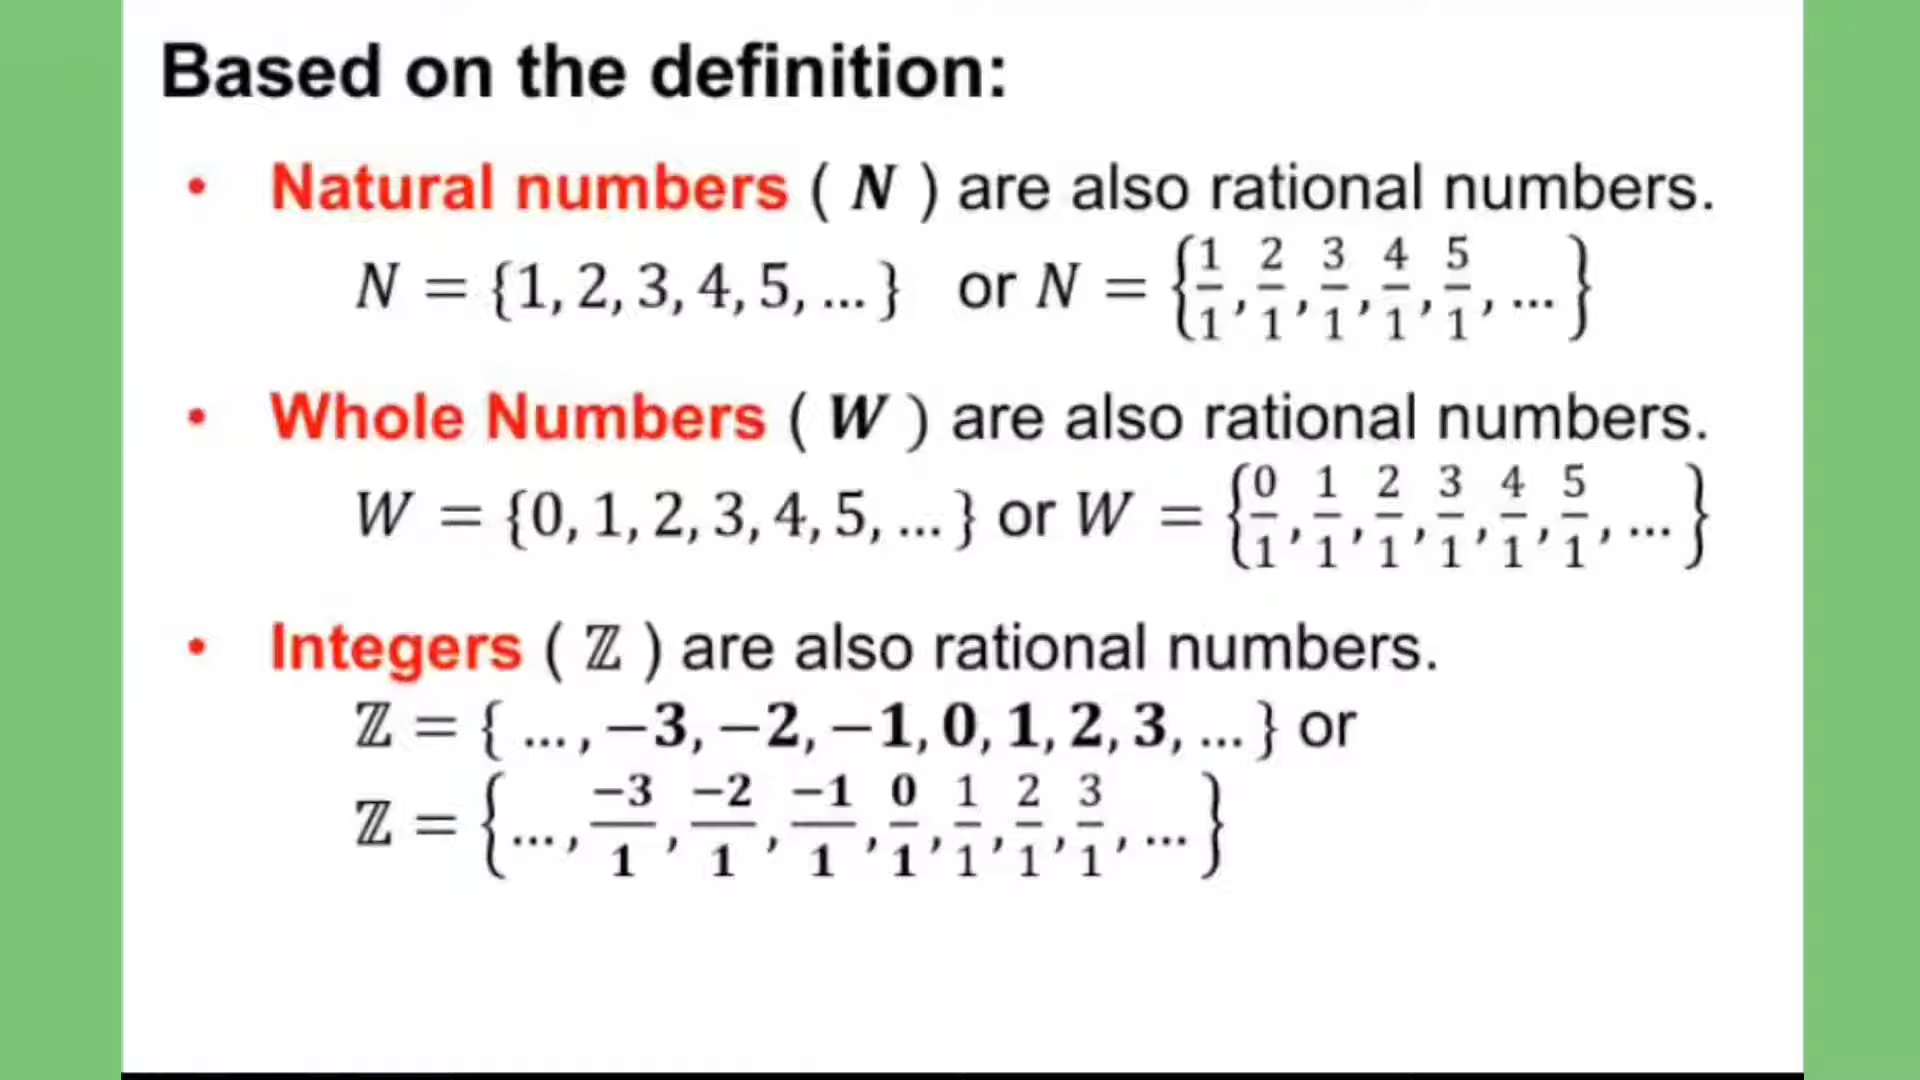 Based on the definition:
• Natural numbers ( N ) are also rational numbers.
N = {1, 2, 3, 4, 5, ... } or N = {1/1, 2/1, 3/1, 4/1, 5/1, ...}
• Whole Numbers ( W ) are also rational numbers.
W = {0, 1, 2, 3, 4, 5, ... } or W = {0/1, 1/1, 2/1, 3/1, 4/1, 5/1, ...}
• Integers ( ℤ ) are also rational numbers.
ℤ = { ... , −3, −2, −1, 0, 1, 2, 3, ... } or
ℤ = {... , −3/1, −2/1, −1/1, 0/1, 1/1, 2/1, 3/1, ...}